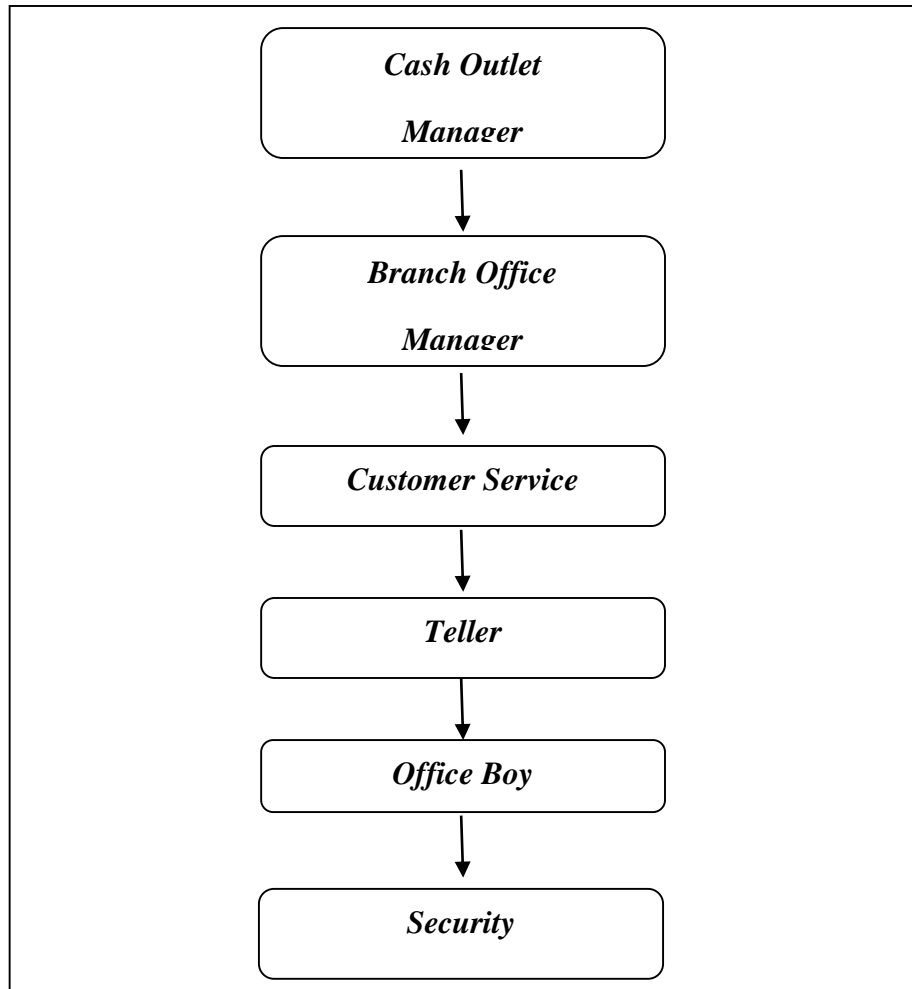 Cash Outlet
Manager
Branch Office
Manager
Customer Service
Teller
Office Boy
Security